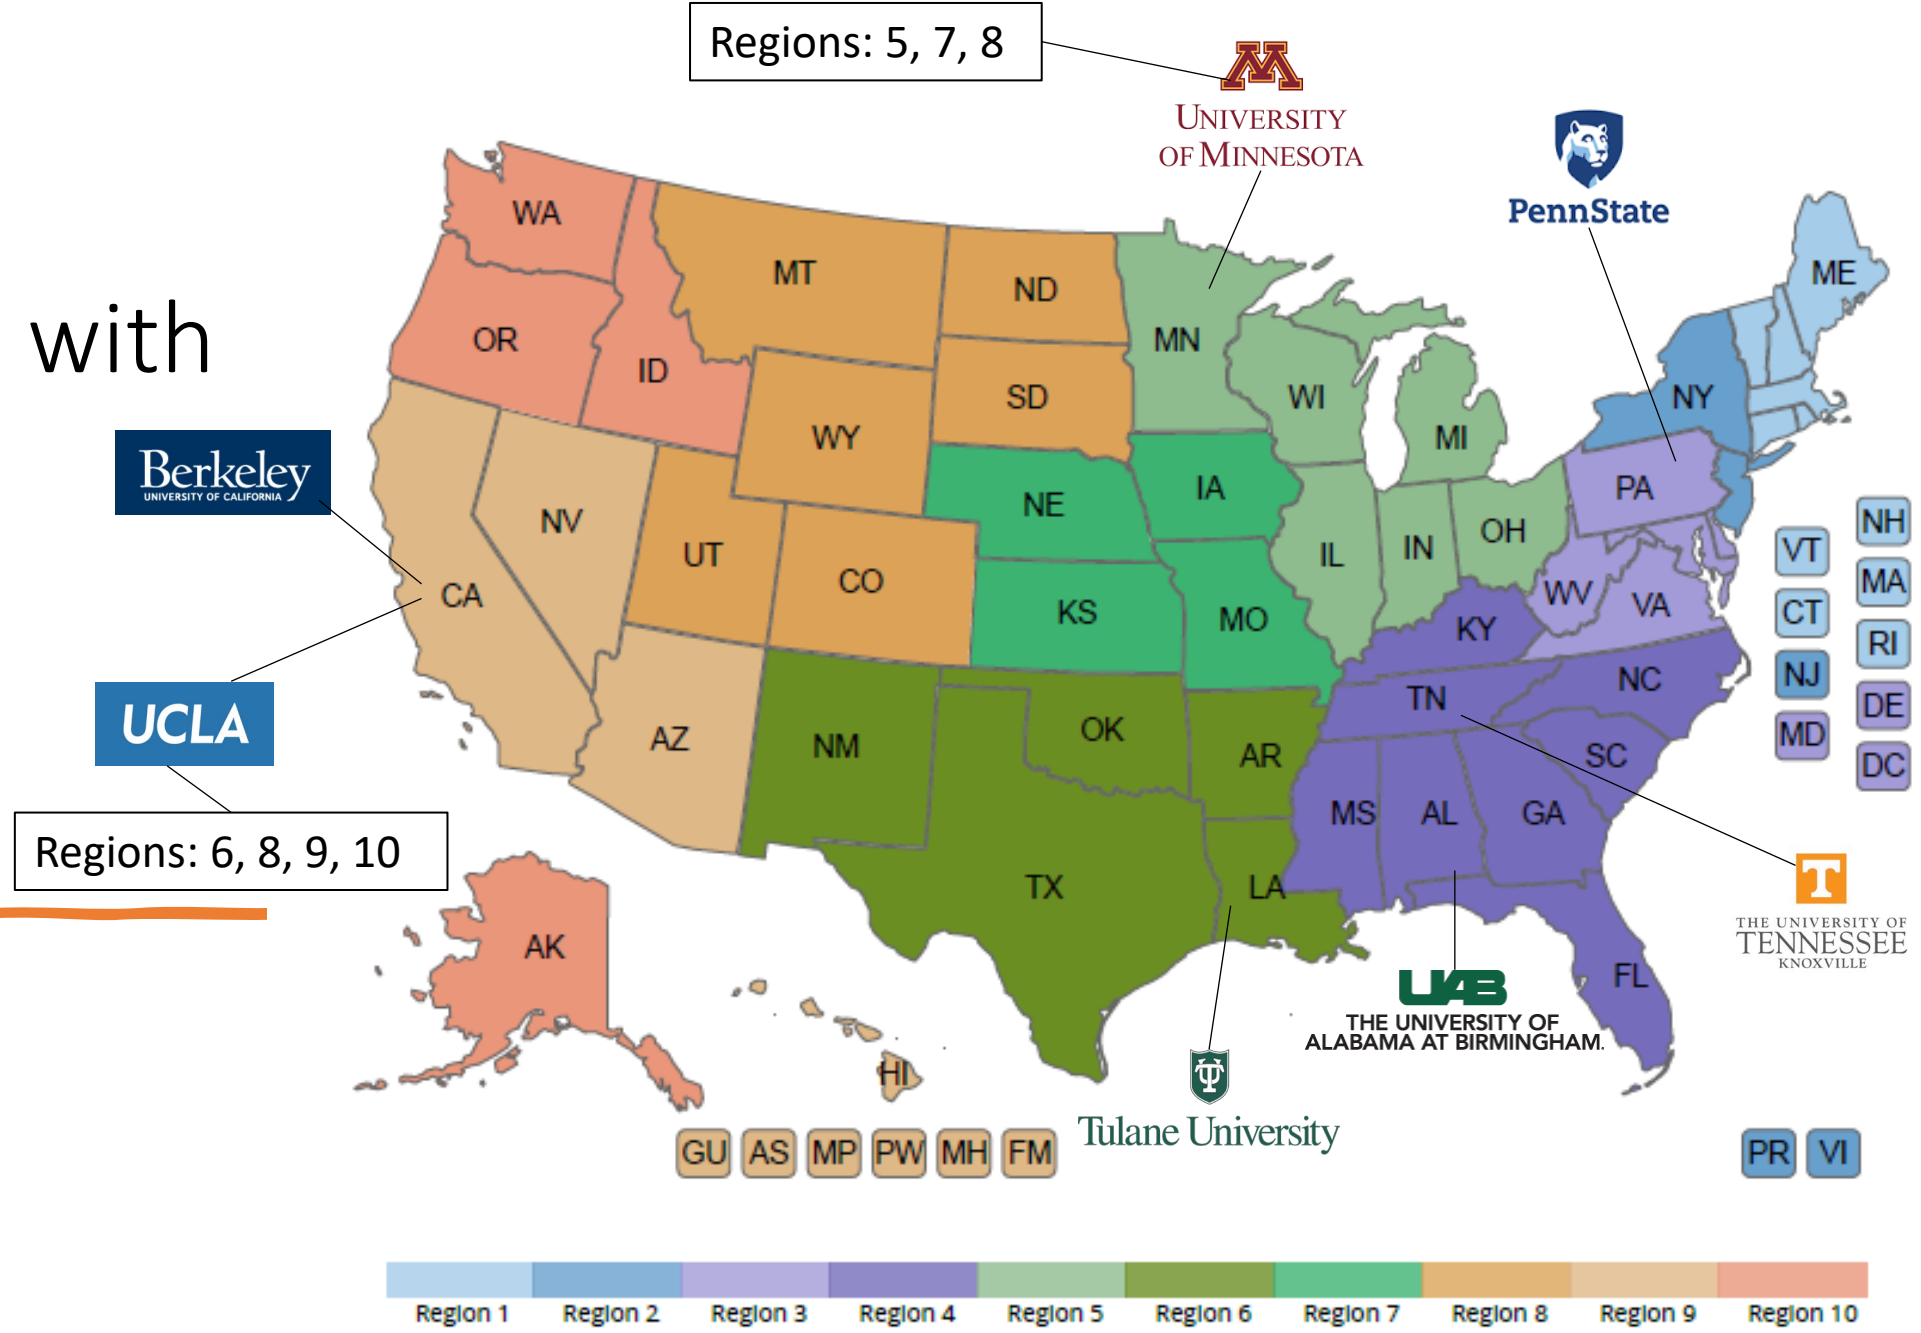 Regions: 5, 7, 8
UNIVERSITY
OF MINNESOTA
PennState
WA
MT
ND
MN
ME
OR
ID
SD
WI
NY
with
WY
MI
Berkeley
UNIVERSITY OF CALIFORNIA
NE
IA
PA
NV
NH
UT
CO
IL
IN
OH
VT
CA
KS
MO
WV
VA
MA
KY
CT
RI
UCLA
AZ
NM
OK
AR
TN
NC
NJ
DE
SC
MD
DC
Regions: 6, 8, 9, 10
MS
AL
GA
TX
LA
T
THE UNIVERSITY OF
TENNESSEE
KNOXVILLE
AK
FL
UAB
THE UNIVERSITY OF
ALABAMA AT BIRMINGHAM.
HI
Tulane University
GU
AS
MP
PW
MH
FM
PR
VI
Region 1
Region 2
Region 3
Region 4
Region 5
Region 6
Region 7
Region 8
Region 9
Region 10